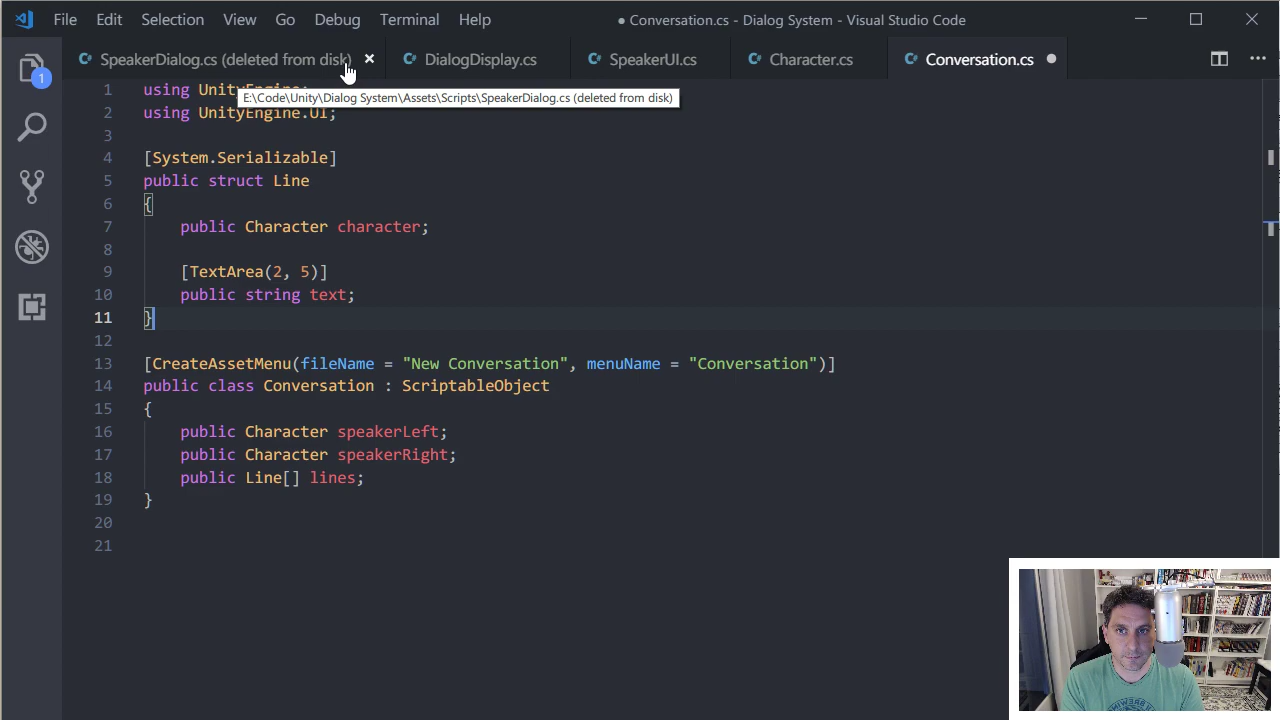 File Edit Selection View Go Debug Terminal Help ● Conversation.cs - Dialog System - Visual Studio Code
SpeakerDialog.cs (deleted from disk) DialogDisplay.cs SpeakerUI.cs Character.cs Conversation.cs
1
1 using UnityEngine;
E:\Code\Unity\Dialog System\Assets\Scripts\SpeakerDialog.cs (deleted from disk)
2 using UnityEngine.UI;
3
4 [System.Serializable]
5 public struct Line
6 {
7 public Character character;
8
9 [TextArea(2, 5)]
10 public string text;
11 }
12
13 [CreateAssetMenu(fileName = "New Conversation", menuName = "Conversation")]
14 public class Conversation : ScriptableObject
15 {
16 public Character speakerLeft;
17 public Character speakerRight;
18 public Line[] lines;
19 }
20
21